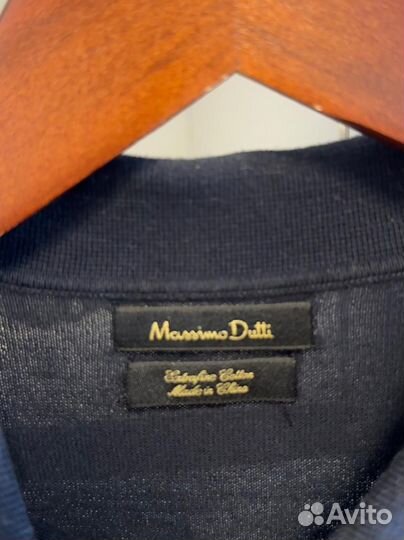 Massimo Dutti
Extrafine Cotton
Made in China
Avito